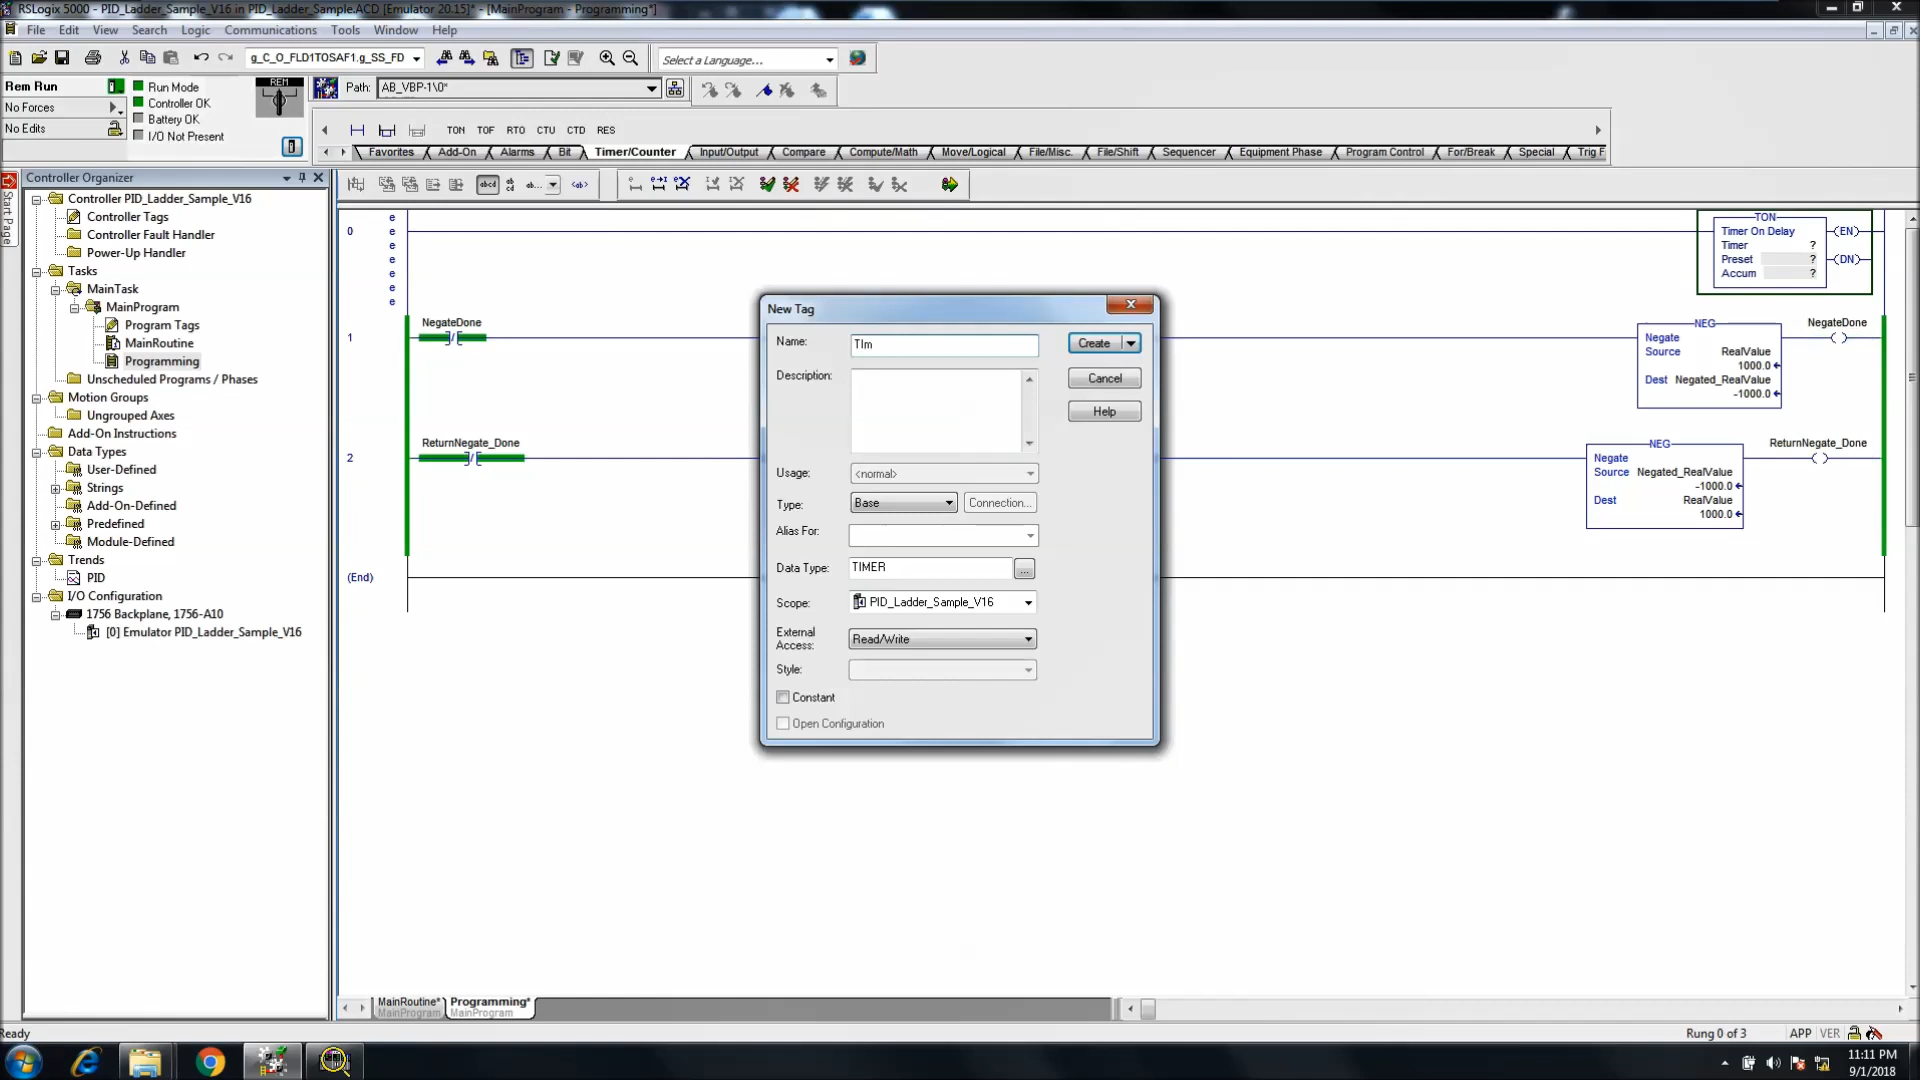 RSLogix 5000 - PID_Ladder_Sample_V16 in PID_Ladder_Sample.ACD [Emulator 20.15]* - [MainProgram - Programming*]
File Edit View Search Logic Communications Tools Window Help
g_C_O_FLD1TOSAF1.g_SS_FD
Select a Language...
Rem Run
No Forces
No Edits
Run Mode
Controller OK
Battery OK
I/O Not Present
REM
Path: AB_VBP-1\0*
TON TOF RTO CTU CTD RES
Favorites Add-On Alarms Bit Timer/Counter Input/Output Compare Compute/Math Move/Logical File/Misc. File/Shift Sequencer Equipment Phase Program Control For/Break Special Trig F
Start Page
Controller Organizer
Controller PID_Ladder_Sample_V16
Controller Tags
Controller Fault Handler
Power-Up Handler
Tasks
MainTask
MainProgram
Program Tags
MainRoutine
Programming
Unscheduled Programs / Phases
Motion Groups
Ungrouped Axes
Add-On Instructions
Data Types
User-Defined
Strings
Add-On-Defined
Predefined
Module-Defined
Trends
PID
I/O Configuration
1756 Backplane, 1756-A10
[0] Emulator PID_Ladder_Sample_V16
0
e
e
e
e
e
e
e
TON
Timer On Delay
Timer ?
Preset ?
Accum ?
EN
DN
1
NegateDone
NEG
Negate
Source RealValue
1000.0
Dest Negated_RealValue
-1000.0
NegateDone
2
ReturnNegate_Done
NEG
Negate
Source Negated_RealValue
-1000.0
Dest RealValue
1000.0
ReturnNegate_Done
(End)
New Tag
Name: TIm
Create
Description:
Cancel
Help
Usage: <normal>
Type: Base Connection...
Alias For:
Data Type: TIMER ...
Scope: PID_Ladder_Sample_V16
External Access: Read/Write
Style:
Constant
Open Configuration
MainRoutine*
MainProgram
Programming*
MainProgram
Ready
Rung 0 of 3
APP VER
11:11 PM
9/1/2018